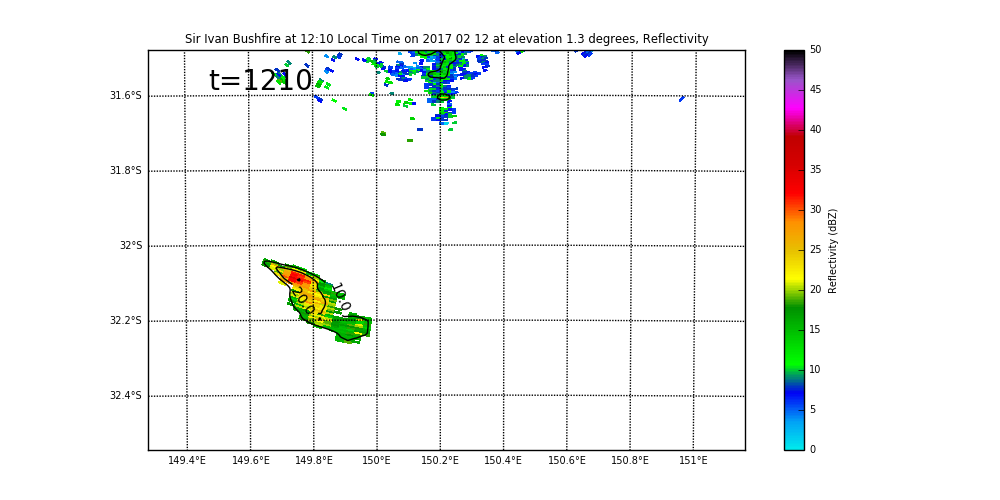 Sir Ivan Bushfire at 12:10 Local Time on 2017 02 12 at elevation 1.3 degrees, Reflectivity
t=1210
31.6°S
31.8°S
32°S
32.2°S
32.4°S
10.0
20.0
149.4°E 149.6°E 149.8°E 150°E 150.2°E 150.4°E 150.6°E 150.8°E 151°E
50
45
40
35
30
25
20
15
10
5
0
Reflectivity (dBZ)